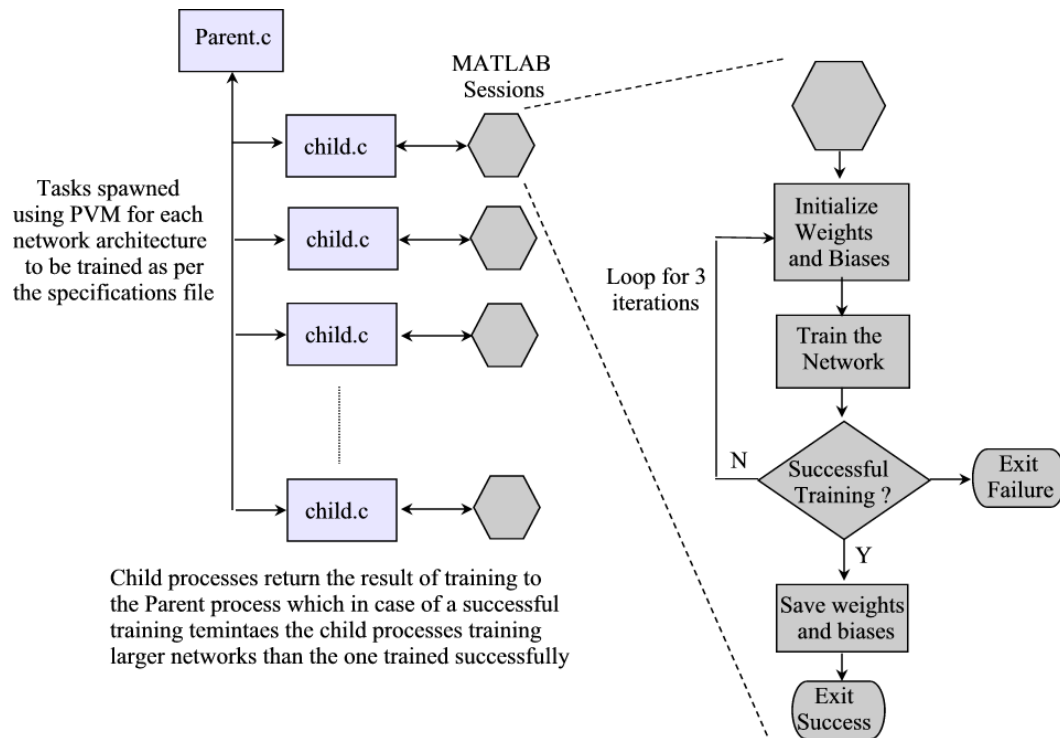 Parent.c
MATLAB
Sessions
child.c
child.c
child.c
child.c
Tasks spawned
using PVM for each
network architecture
to be trained as per
the specifications file
Child processes return the result of training to
the Parent process which in case of a successful
training temintaes the child processes training
larger networks than the one trained successfully
Initialize
Weights
and Biases
Loop for 3
iterations
Train the
Network
Successful
Training ?
N
Exit
Failure
Y
Save weights
and biases
Exit
Success